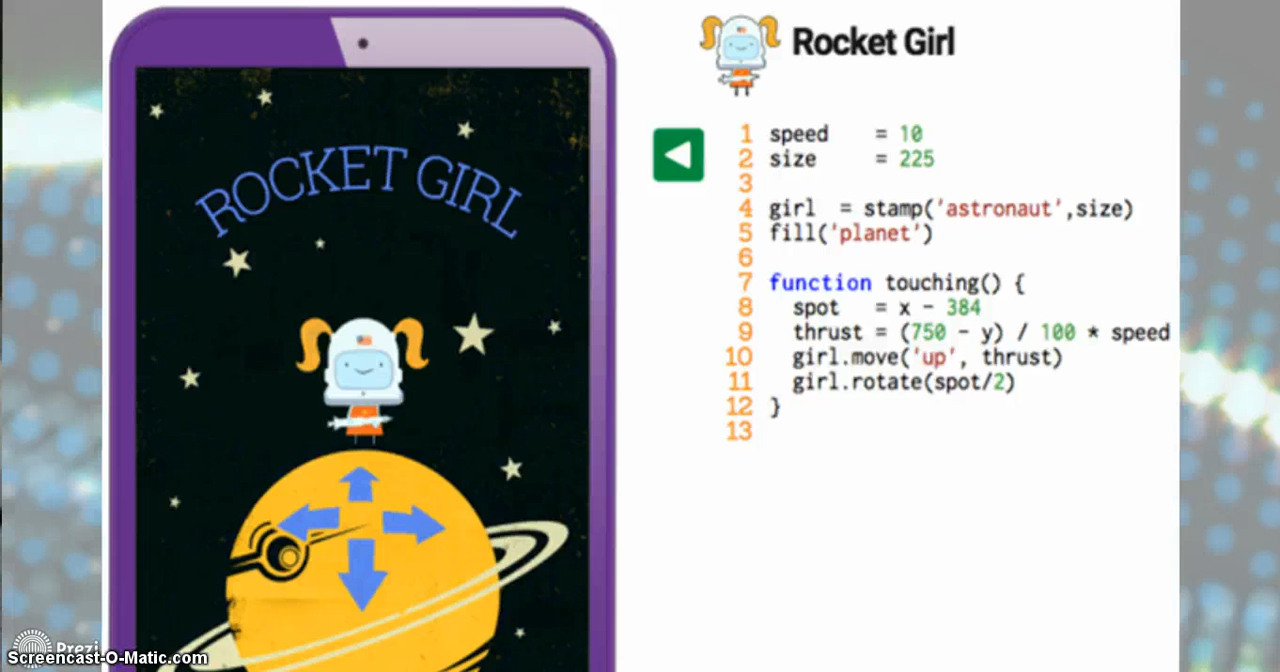 ROCKET GIRL
Rocket Girl
1 speed = 10
2 size = 225
3
4 girl = stamp('astronaut',size)
5 fill('planet')
6
7 function touching() {
8 spot = x - 384
9 thrust = (750 - y) / 100 * speed
10 girl.move('up', thrust)
11 girl.rotate(spot/2)
12 }
13
Prezi
Screencast-O-Matic.com